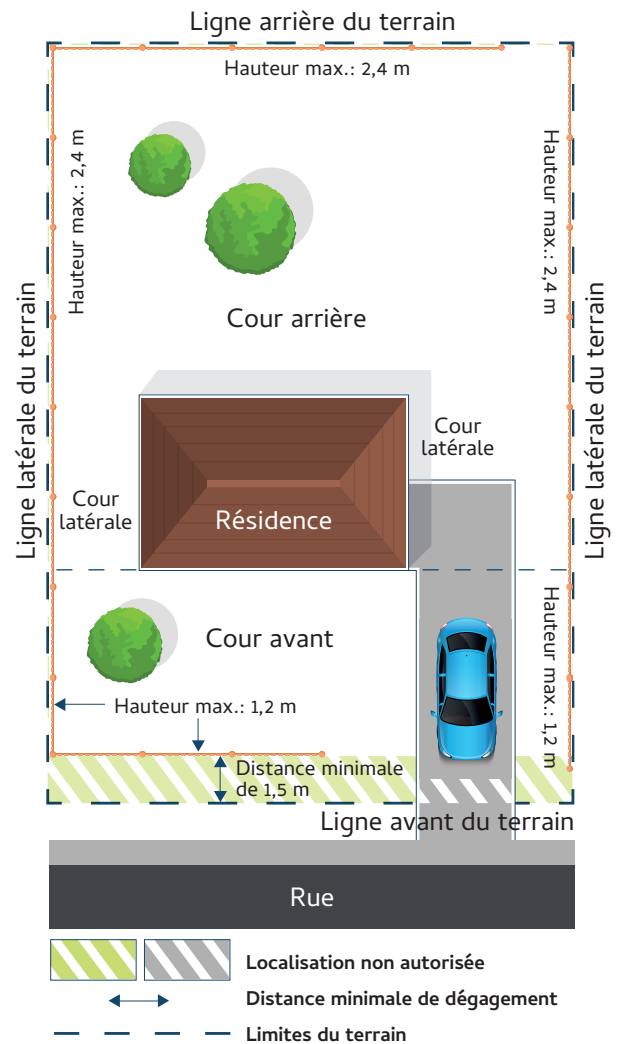 Ligne arrière du terrain
Hauteur max.: 2,4 m
Hauteur max.: 2,4 m
Hauteur max.: 2,4 m
Cour arrière
Ligne latérale du terrain
Ligne latérale du terrain
Cour
latérale
Cour
latérale
Résidence
Cour avant
Hauteur max.: 1,2 m
Hauteur max.: 1,2 m
Distance minimale
de 1,5 m
Ligne avant du terrain
Rue
Localisation non autorisée
Distance minimale de dégagement
Limites du terrain